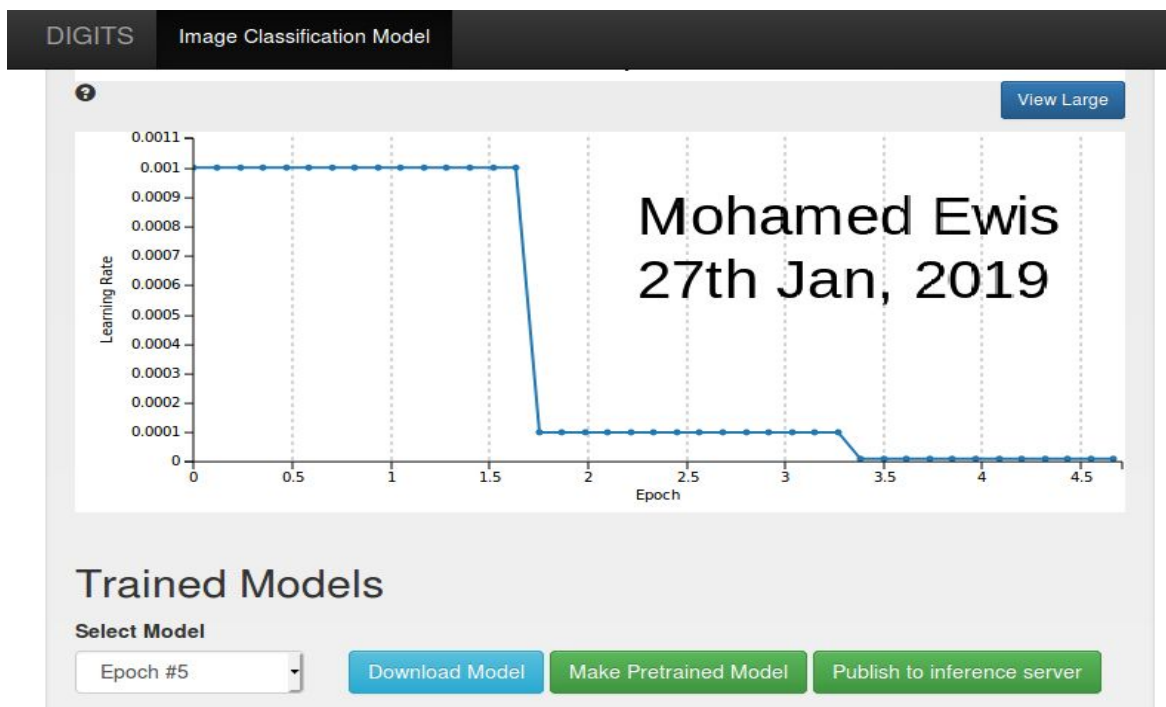 DIGITS Image Classification Model
View Large
0.0011
0.001
0.0009
0.0008
0.0007
0.0006
0.0005
0.0004
0.0003
0.0002
0.0001
0
Learning Rate
Mohamed Ewis
27th Jan, 2019
0 0.5 1 1.5 2 2.5 3 3.5 4 4.5
Epoch
Trained Models
Select Model
Epoch #5 Download Model Make Pretrained Model Publish to inference server